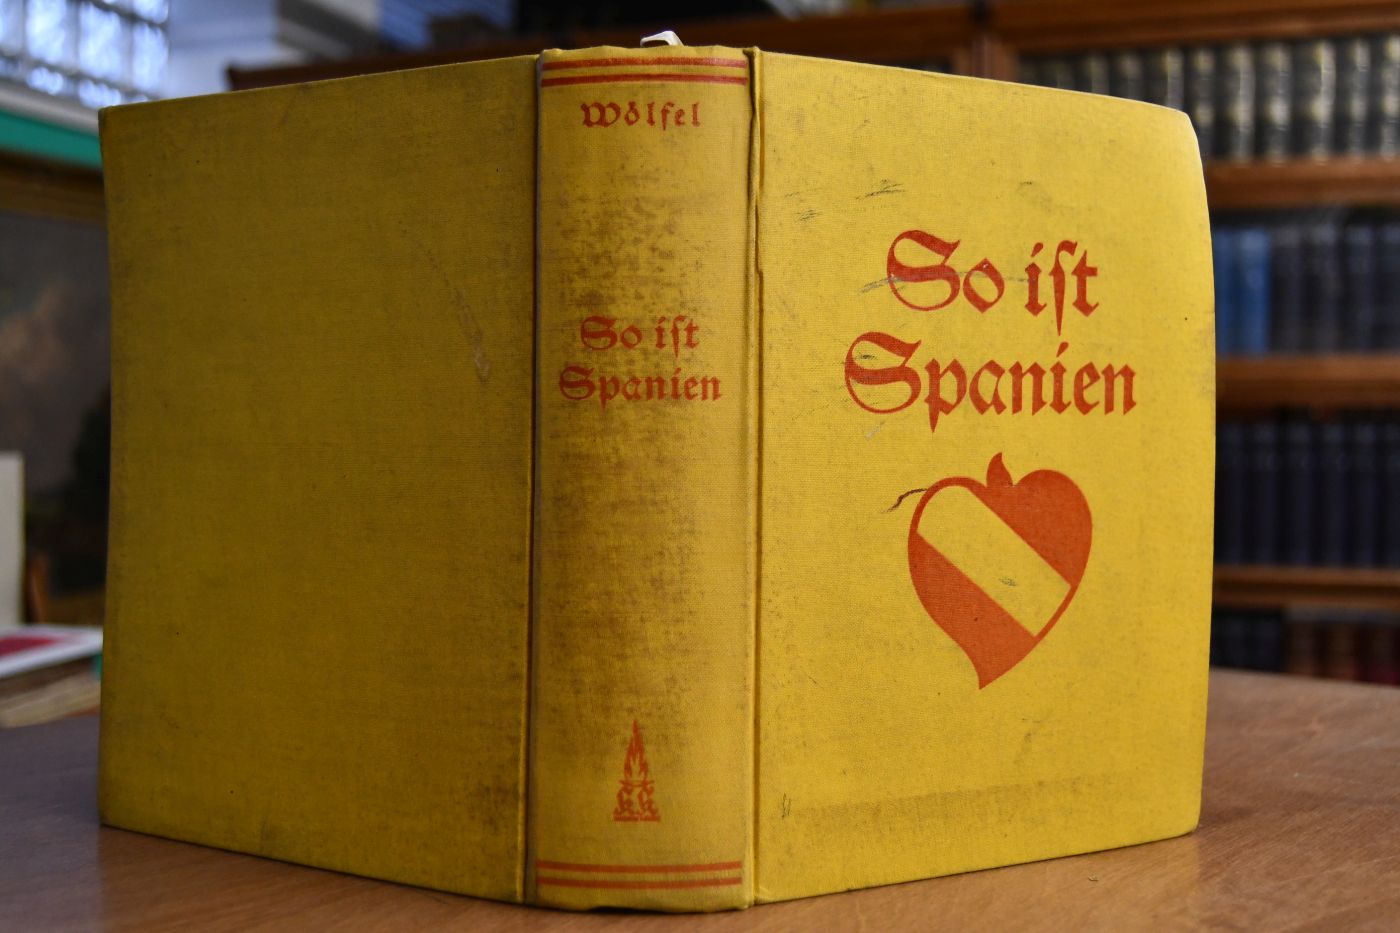 Wölfel
So ist
Spanien
So ist
Spanien